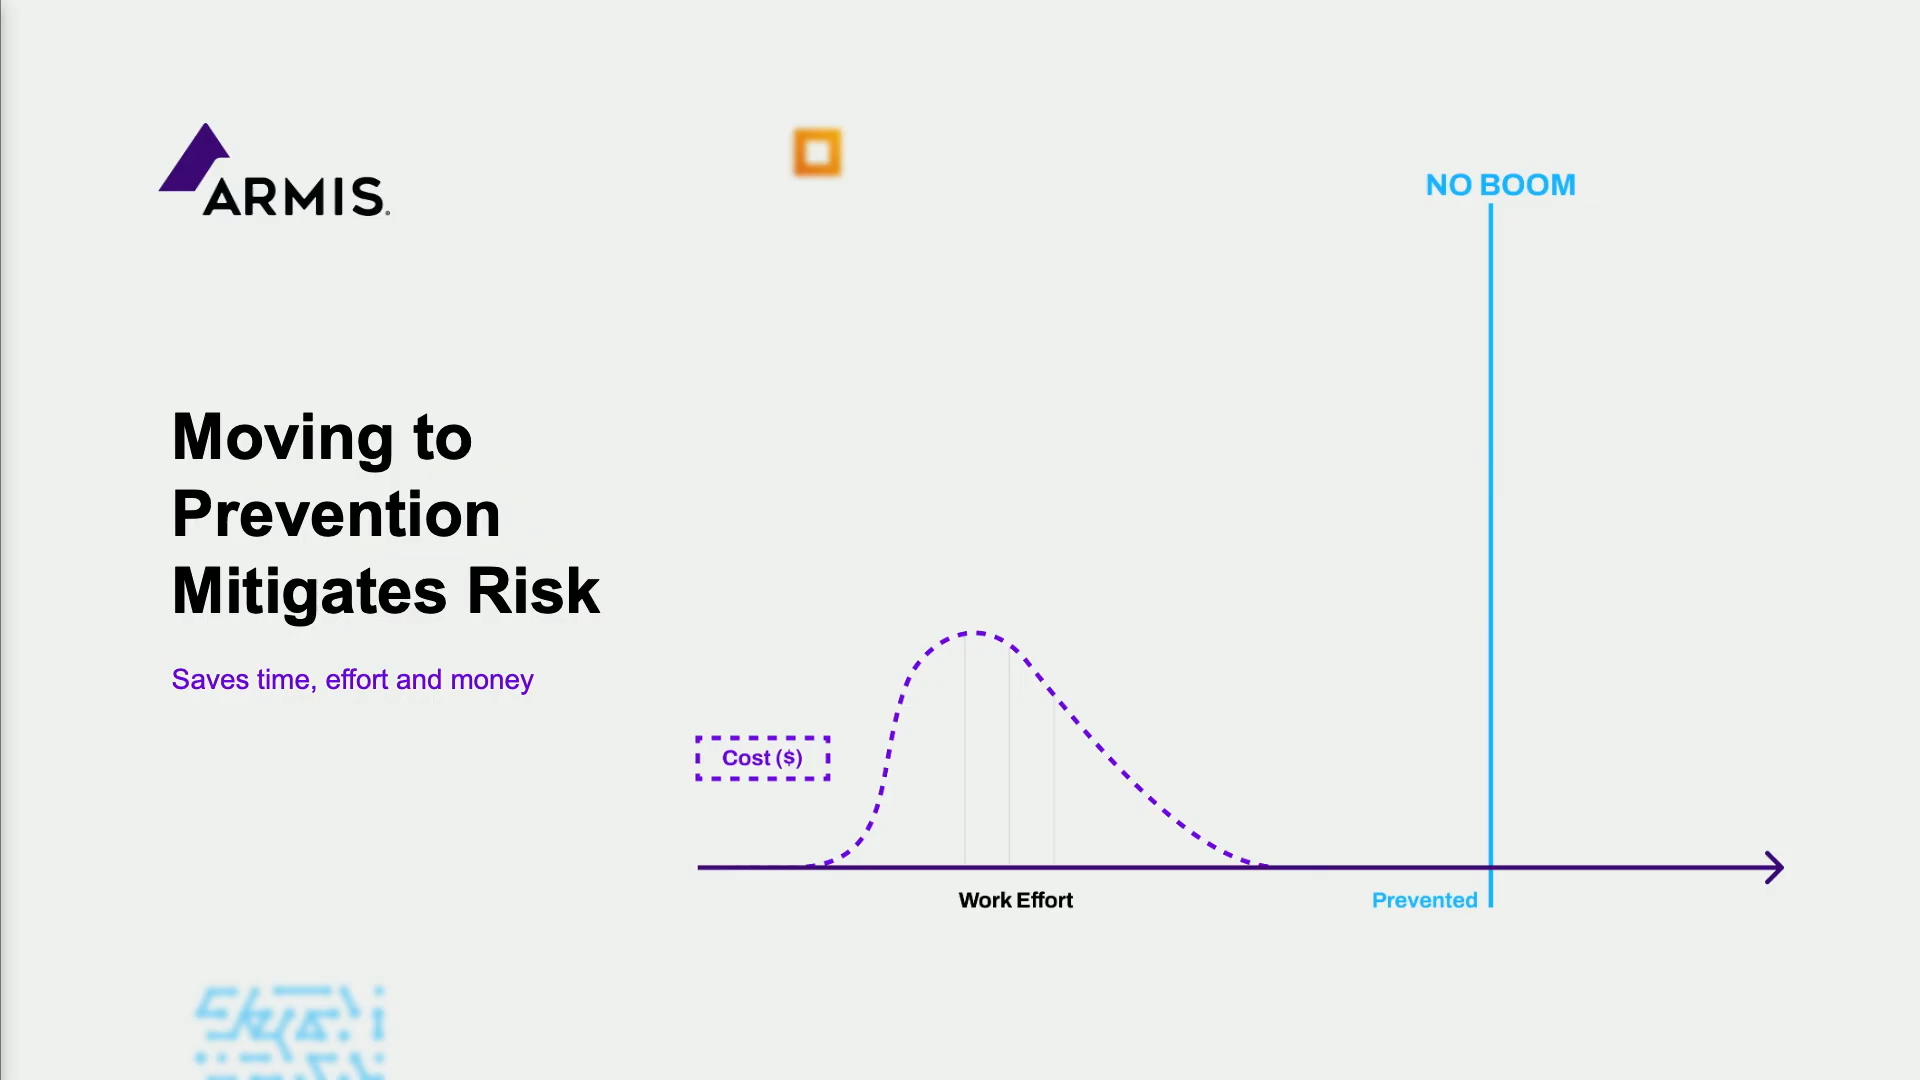 ARMIS
NO BOOM
Moving to
Prevention
Mitigates Risk
Saves time, effort and money
Cost ($)
Work Effort
Prevented